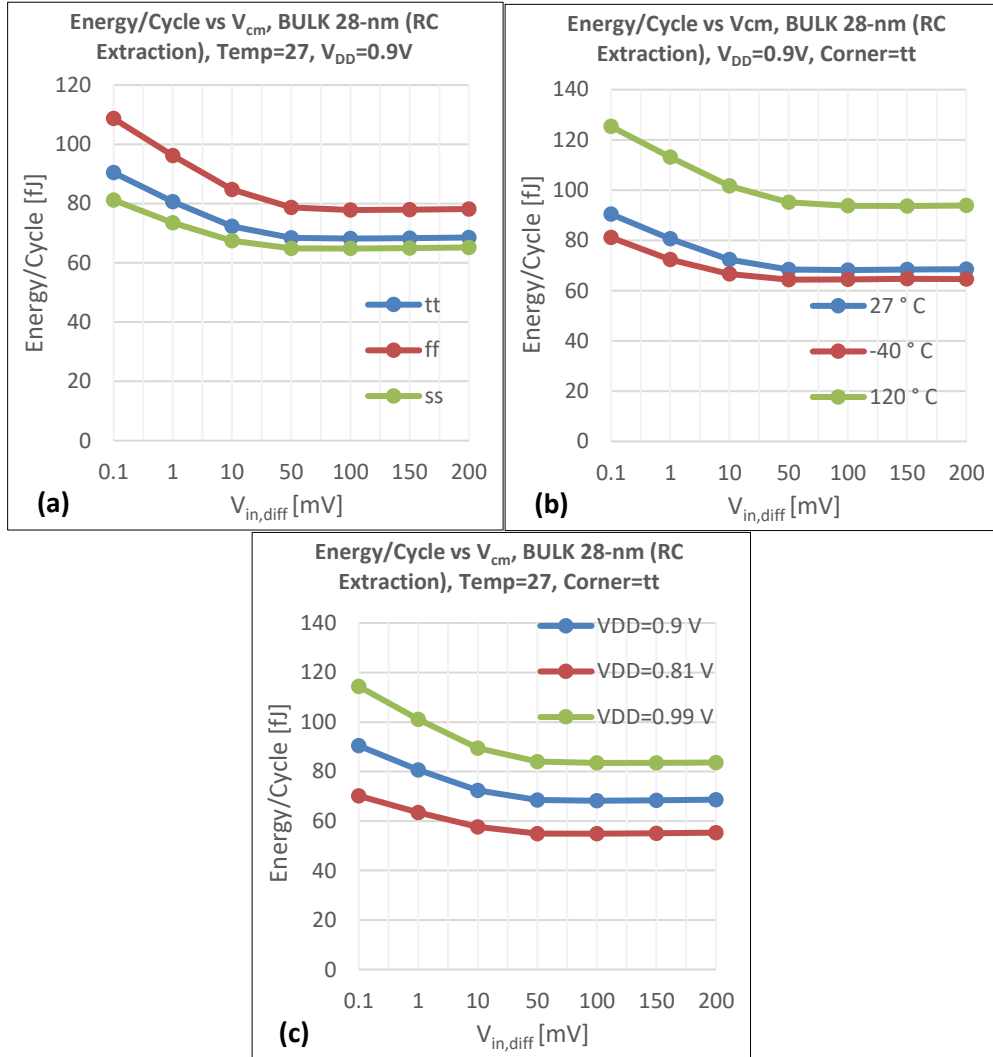 Energy/Cycle vs Vcm, BULK 28-nm (RC
Extraction), Temp=27, VDD=0.9V
120
100
80
60
40
20
0
Energy/Cycle [fJ]
tt
ff
ss
0.1 1 10 50 100 150 200
(a)
Vin,diff [mV]
Energy/Cycle vs Vcm, BULK 28-nm (RC
Extraction), VDD=0.9V, Corner=tt
140
120
100
80
60
40
20
0
Energy/Cycle [fJ]
27 ° C
-40 ° C
120 ° C
0.1 1 10 50 100 150 200
(b)
Vin,diff [mV]
Energy/Cycle vs Vcm, BULK 28-nm (RC
Extraction), Temp=27, Corner=tt
140
120
100
80
60
40
20
0
Energy/Cycle [fJ]
VDD=0.9 V
VDD=0.81 V
VDD=0.99 V
0.1 1 10 50 100 150 200
(c)
Vin,diff [mV]